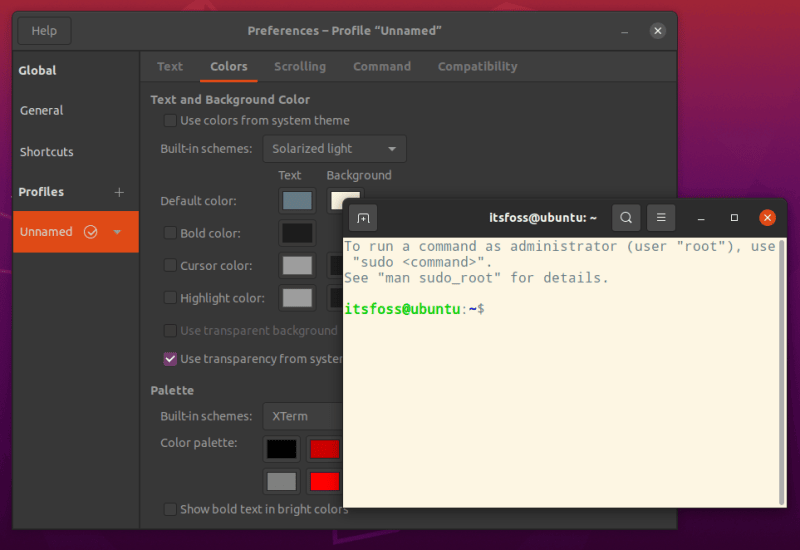 Help
Preferences – Profile “Unnamed”
Global
General
Shortcuts
Profiles
Unnamed
Text Colors Scrolling Command Compatibility
Text and Background Color
Use colors from system theme
Built-in schemes: Solarized light
Text Background
Default color:
Bold color:
Cursor color:
Highlight color:
Use transparent background
Use transparency from system
Palette
Built-in schemes: XTerm
Color palette:
Show bold text in bright colors
itsfoss@ubuntu: ~
To run a command as administrator (user "root"), use
"sudo <command>".
See "man sudo_root" for details.
itsfoss@ubuntu:~$